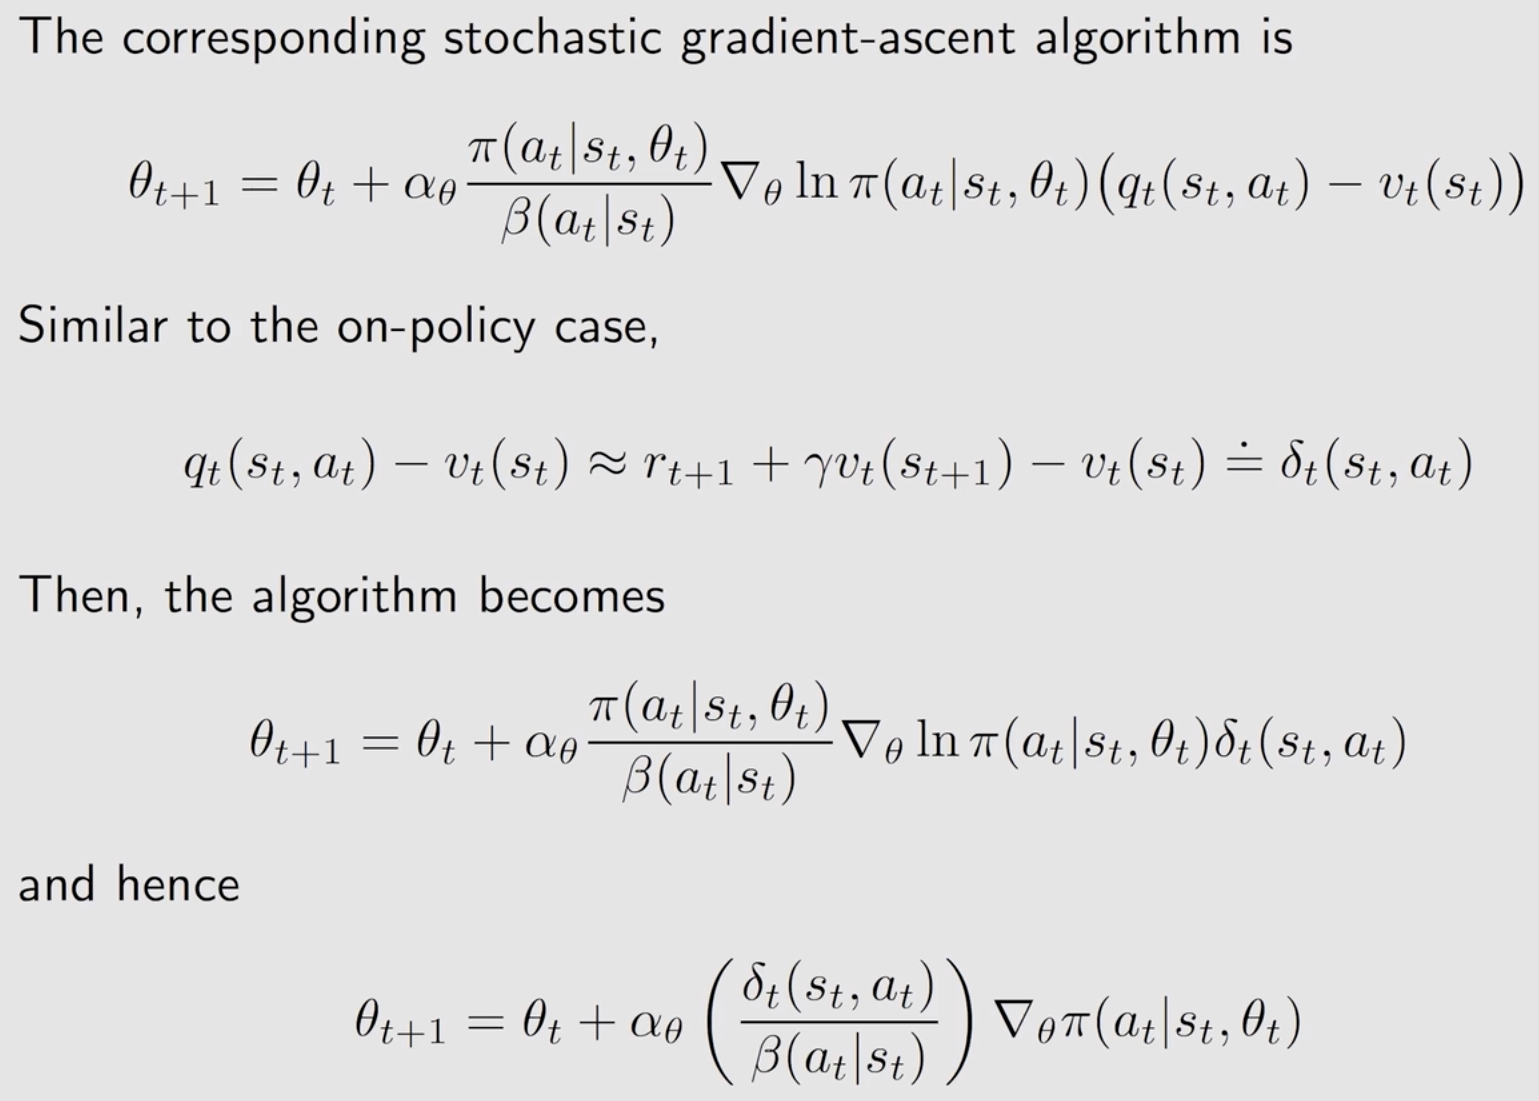 The corresponding stochastic gradient-ascent algorithm is
$$\theta_{t+1} = \theta_t + \alpha_\theta \frac{\pi(a_t|s_t, \theta_t)}{\beta(a_t|s_t)} \nabla_\theta \ln \pi(a_t|s_t, \theta_t)\big(q_t(s_t, a_t) - v_t(s_t)\big)$$
Similar to the on-policy case,
$$q_t(s_t, a_t) - v_t(s_t) \approx r_{t+1} + \gamma v_t(s_{t+1}) - v_t(s_t) \doteq \delta_t(s_t, a_t)$$
Then, the algorithm becomes
$$\theta_{t+1} = \theta_t + \alpha_\theta \frac{\pi(a_t|s_t, \theta_t)}{\beta(a_t|s_t)} \nabla_\theta \ln \pi(a_t|s_t, \theta_t)\delta_t(s_t, a_t)$$
and hence
$$\theta_{t+1} = \theta_t + \alpha_\theta \left( \frac{\delta_t(s_t, a_t)}{\beta(a_t|s_t)} \right) \nabla_\theta \pi(a_t|s_t, \theta_t)$$